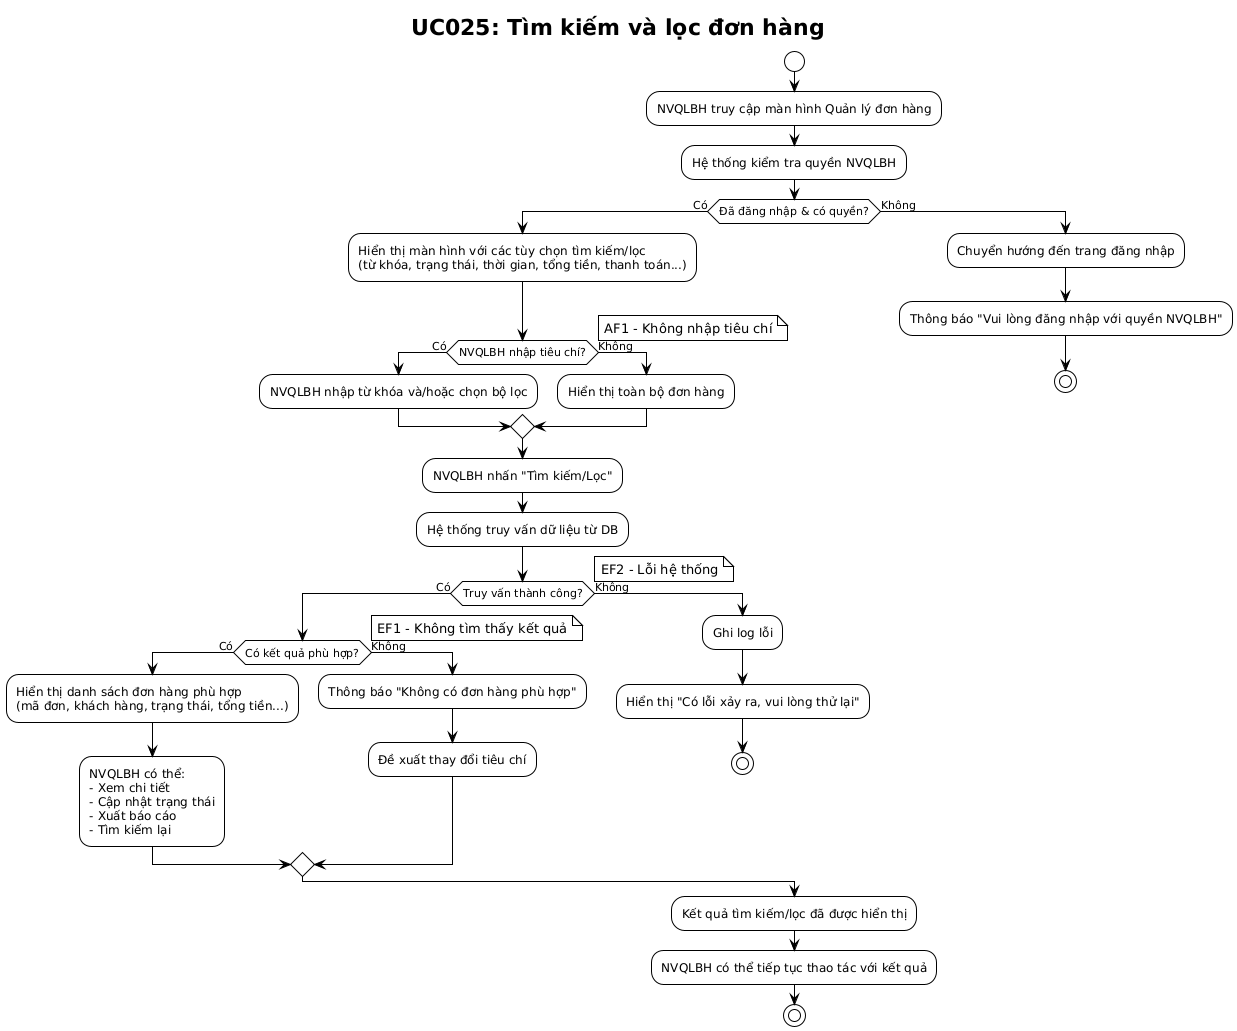 UC025: Tìm kiếm và lọc đơn hàng
NVQLBH truy cập màn hình Quản lý đơn hàng
Hệ thống kiểm tra quyền NVQLBH
Có
Đã đăng nhập & có quyền?
Không
Hiển thị màn hình với các tùy chọn tìm kiếm/lọc
(từ khóa, trạng thái, thời gian, tổng tiền, thanh toán...)
Chuyển hướng đến trang đăng nhập
Thông báo "Vui lòng đăng nhập với quyền NVQLBH"
AF1 - Không nhập tiêu chí
Có
NVQLBH nhập tiêu chí?
Không
NVQLBH nhập từ khóa và/hoặc chọn bộ lọc
Hiển thị toàn bộ đơn hàng
NVQLBH nhấn "Tìm kiếm/Lọc"
Hệ thống truy vấn dữ liệu từ DB
EF2 - Lỗi hệ thống
Có
Truy vấn thành công?
Không
EF1 - Không tìm thấy kết quả
Ghi log lỗi
Có
Có kết quả phù hợp?
Không
Hiển thị danh sách đơn hàng phù hợp
(mã đơn, khách hàng, trạng thái, tổng tiền...)
Thông báo "Không có đơn hàng phù hợp"
Hiển thị "Có lỗi xảy ra, vui lòng thử lại"
Đề xuất thay đổi tiêu chí
NVQLBH có thể:
- Xem chi tiết
- Cập nhật trạng thái
- Xuất báo cáo
- Tìm kiếm lại
Kết quả tìm kiếm/lọc đã được hiển thị
NVQLBH có thể tiếp tục thao tác với kết quả